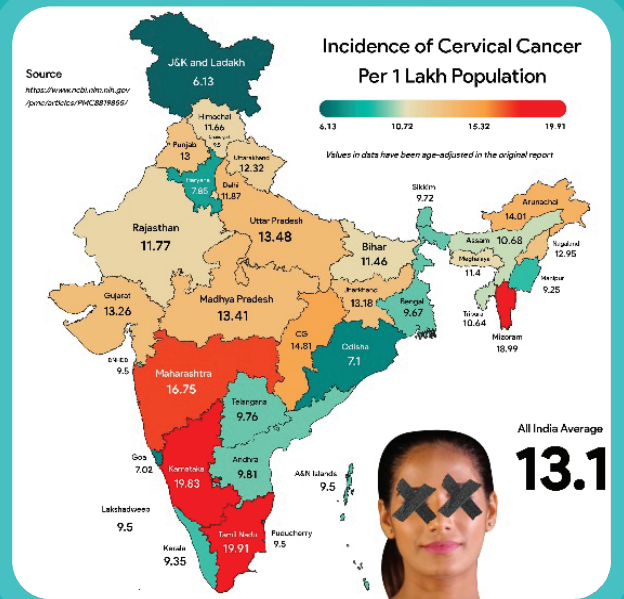 Incidence of Cervical Cancer
Per 1 Lakh Population
6.13
10.72
15.32
19.91
Values in data have been age-adjusted in the original report
Source
https://www.ncbi.nlm.nih.gov
J&K and Ladakh
6.13
Himachal
11.66
9.5
Punjab
13
Uttarakhand
12.32
Haryana
7.85
Delhi
11.87
Rajasthan
11.77
Uttar Pradesh
13.48
Bihar
11.46
Sikkim
9.72
Arunachal
14.01
Assam 10.68
Nagaland
12.95
Meghalaya
11.4
Manipur
9.25
Tripura
10.64
Mizoram
18.99
Gujarat
13.26
Madhya Pradesh
13.41
Jharkhand
13.18
Bengal
9.67
CG
14.81
Odisha
7.1
9.5
Maharashtra
16.75
Telangana
9.76
Goa
7.02
Karnataka
19.83
Andhra
9.81
A&N Islands
9.5
Lakshadweep
9.5
Kerala
9.35
Tamil Nadu
19.91
Puducherry
9.5
All India Average
13.1